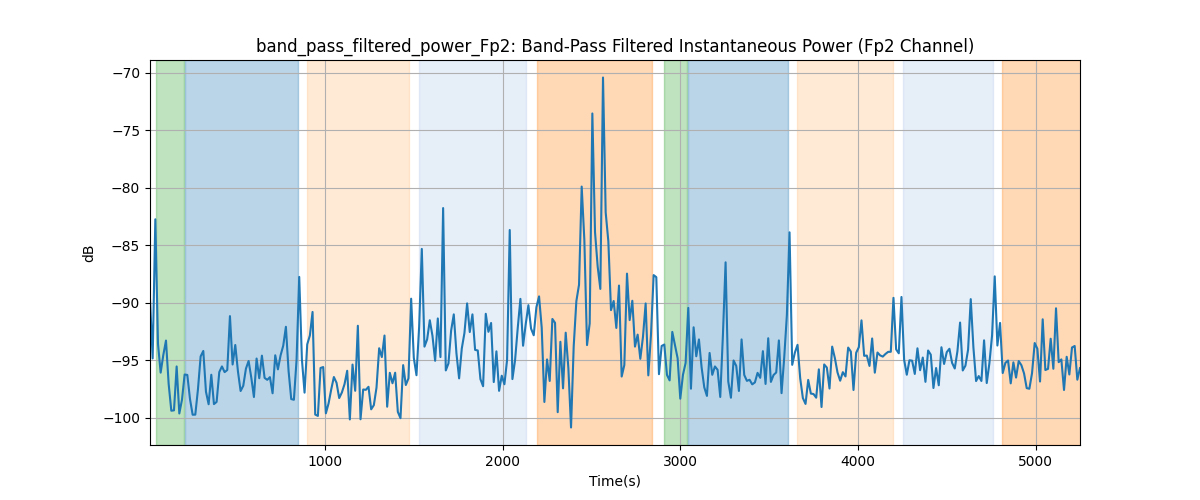 band_pass_filtered_power_Fp2: Band-Pass Filtered Instantaneous Power (Fp2 Channel)
−70
−75
−80
−85
−90
−95
−100
dB
1000 2000 3000 4000 5000
Time(s)